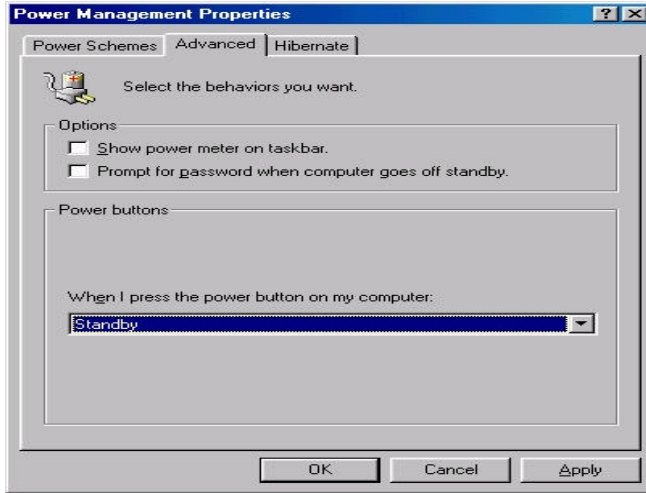 Power Management Properties
Power Schemes
Advanced
Hibernate
Select the behaviors you want.
Options
Show power meter on taskbar.
Prompt for password when computer goes off standby.
Power buttons
When I press the power button on my computer:
Standby
OK
Cancel
Apply